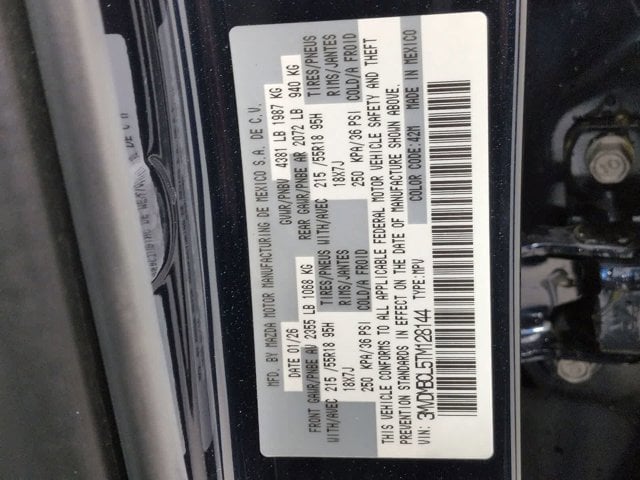 MFD. BY MAZDA MOTOR MANUFACTURING DE MEXICO S.A. DE C.V.
DATE 01/26 GVWR/PNBV 4381 LB 1987 KG
FRONT GAWR/PNBE AV 2355 LB 1068 KG REAR GAWR/PNBE AR 2072 LB 940 KG
TIRES/PNEUS TIRES/PNEUS
WITH/AVEC 215 /55R18 95H RIMS/JANTES WITH/AVEC 215 /55R18 95H RIMS/JANTES
18X7J COLD/A FROID 18X7J COLD/A FROID
250 KPA/36 PSI 250 KPA/36 PSI
THIS VEHICLE CONFORMS TO ALL APPLICABLE FEDERAL MOTOR VEHICLE SAFETY AND THEFT
PREVENTION STANDARDS IN EFFECT ON THE DATE OF MANUFACTURE SHOWN ABOVE.
VIN: 3MVDMBCL5TM128144 TYPE:MPV COLOR CODE:42M MADE IN MEXICO